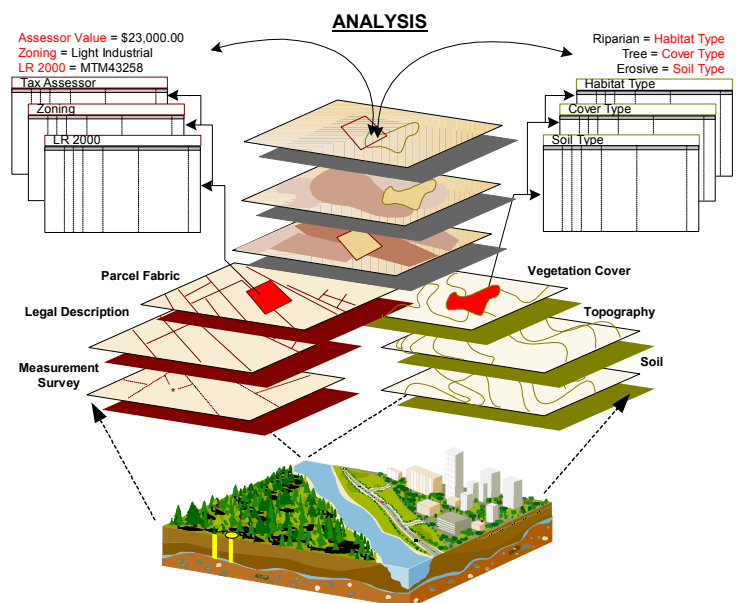 ANALYSIS
Assessor Value = $23,000.00
Zoning = Light Industrial
LR 2000 = MTM43258
Tax Assessor
Zoning
LR 2000
Riparian = Habitat Type
Tree = Cover Type
Erosive = Soil Type
Habitat Type
Cover Type
Soil Type
Parcel Fabric
Legal Description
Measurement
Survey
Vegetation Cover
Topography
Soil